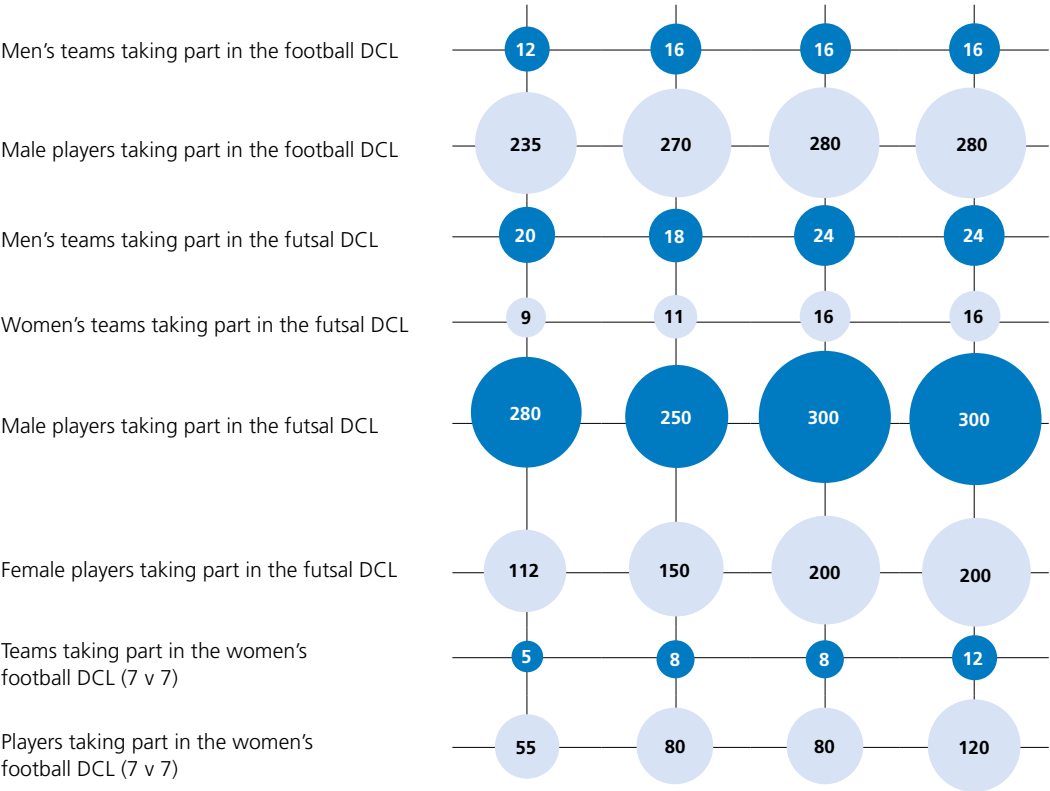 Men’s teams taking part in the football DCL 12 16 16 16
Male players taking part in the football DCL 235 270 280 280
Men’s teams taking part in the futsal DCL 20 18 24 24
Women’s teams taking part in the futsal DCL 9 11 16 16
Male players taking part in the futsal DCL 280 250 300 300
Female players taking part in the futsal DCL 112 150 200 200
Teams taking part in the women’s
football DCL (7 v 7) 5 8 8 12
Players taking part in the women’s
football DCL (7 v 7) 55 80 80 120